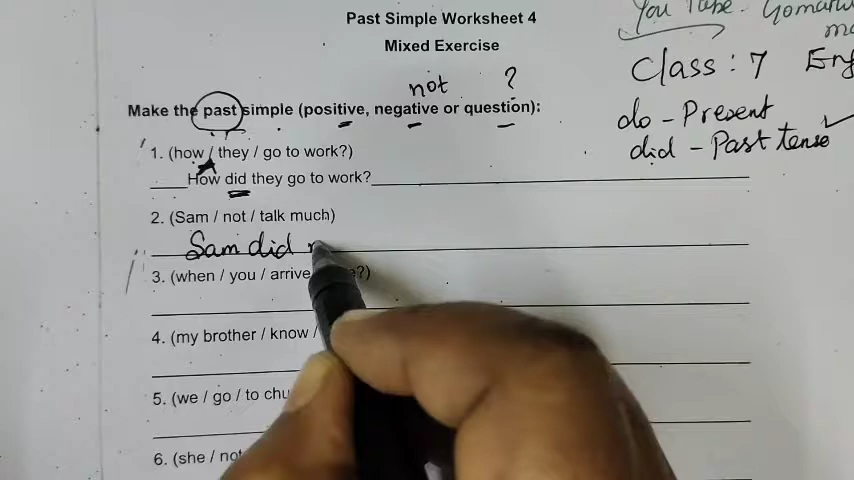 Past Simple Worksheet 4
Mixed Exercise
You Tube.
not ?
Class : 7
Make the past simple (positive, negative or question):
do - Present
did - Past tense ✓
1. (how / they / go to work?)
How did they go to work?
2. (Sam / not / talk much)
Sam did
3. (when / you / arrive ?)
4. (my brother / know /
5. (we / go / to
6. (she / not